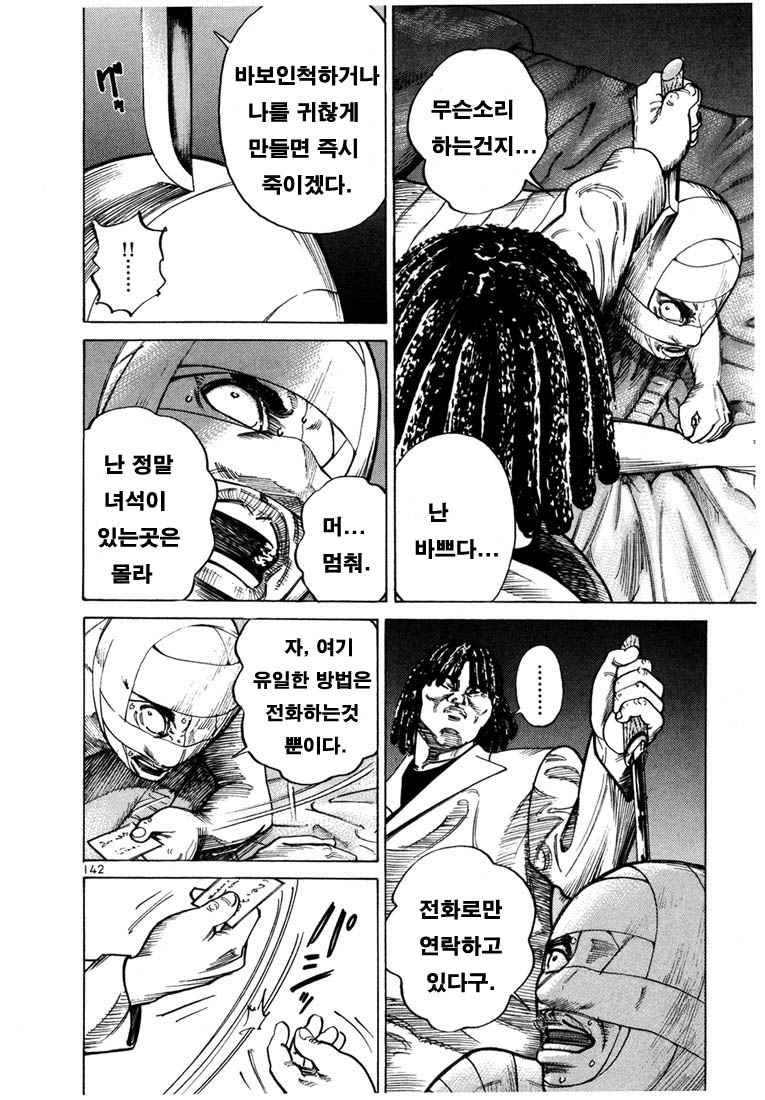 무슨소리
하는건지...
난
바쁘다...
바보인척하거나
나를 귀찮게
만들면 즉시
죽이겠다.
グッ
!!
……
머...
멈춰.
난 정말
녀석이
있는곳은
몰라
………
전화로만
연락하고
있다구.
자, 여기
유일한 방법은
전화하는것
뿐이다.
142